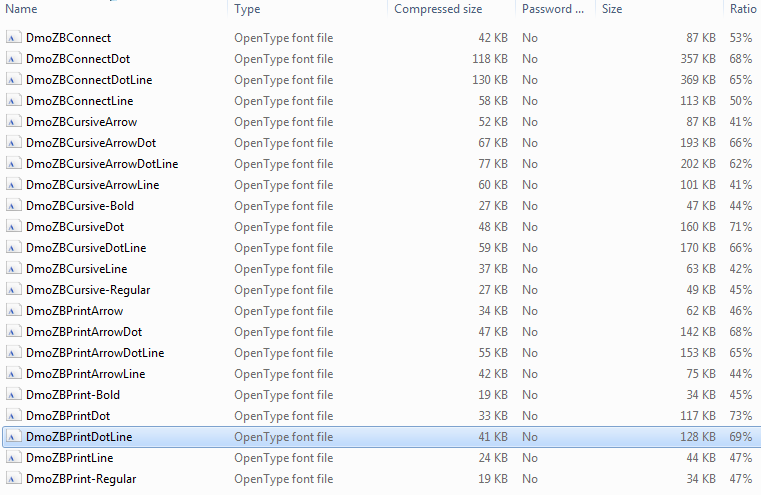 Name Type Compressed size Password ... Size Ratio
DmoZBConnect OpenType font file 42 KB No 87 KB 53%
DmoZBConnectDot OpenType font file 118 KB No 357 KB 68%
DmoZBConnectDotLine OpenType font file 130 KB No 369 KB 65%
DmoZBConnectLine OpenType font file 58 KB No 113 KB 50%
DmoZBCursiveArrow OpenType font file 52 KB No 87 KB 41%
DmoZBCursiveArrowDot OpenType font file 67 KB No 193 KB 66%
DmoZBCursiveArrowDotLine OpenType font file 77 KB No 202 KB 62%
DmoZBCursiveArrowLine OpenType font file 60 KB No 101 KB 41%
DmoZBCursive-Bold OpenType font file 27 KB No 47 KB 44%
DmoZBCursiveDot OpenType font file 48 KB No 160 KB 71%
DmoZBCursiveDotLine OpenType font file 59 KB No 170 KB 66%
DmoZBCursiveLine OpenType font file 37 KB No 63 KB 42%
DmoZBCursive-Regular OpenType font file 27 KB No 49 KB 45%
DmoZBPrintArrow OpenType font file 34 KB No 62 KB 46%
DmoZBPrintArrowDot OpenType font file 47 KB No 142 KB 68%
DmoZBPrintArrowDotLine OpenType font file 55 KB No 153 KB 65%
DmoZBPrintArrowLine OpenType font file 42 KB No 75 KB 44%
DmoZBPrint-Bold OpenType font file 19 KB No 34 KB 45%
DmoZBPrintDot OpenType font file 33 KB No 117 KB 73%
DmoZBPrintDotLine OpenType font file 41 KB No 128 KB 69%
DmoZBPrintLine OpenType font file 24 KB No 44 KB 47%
DmoZBPrint-Regular OpenType font file 19 KB No 34 KB 47%